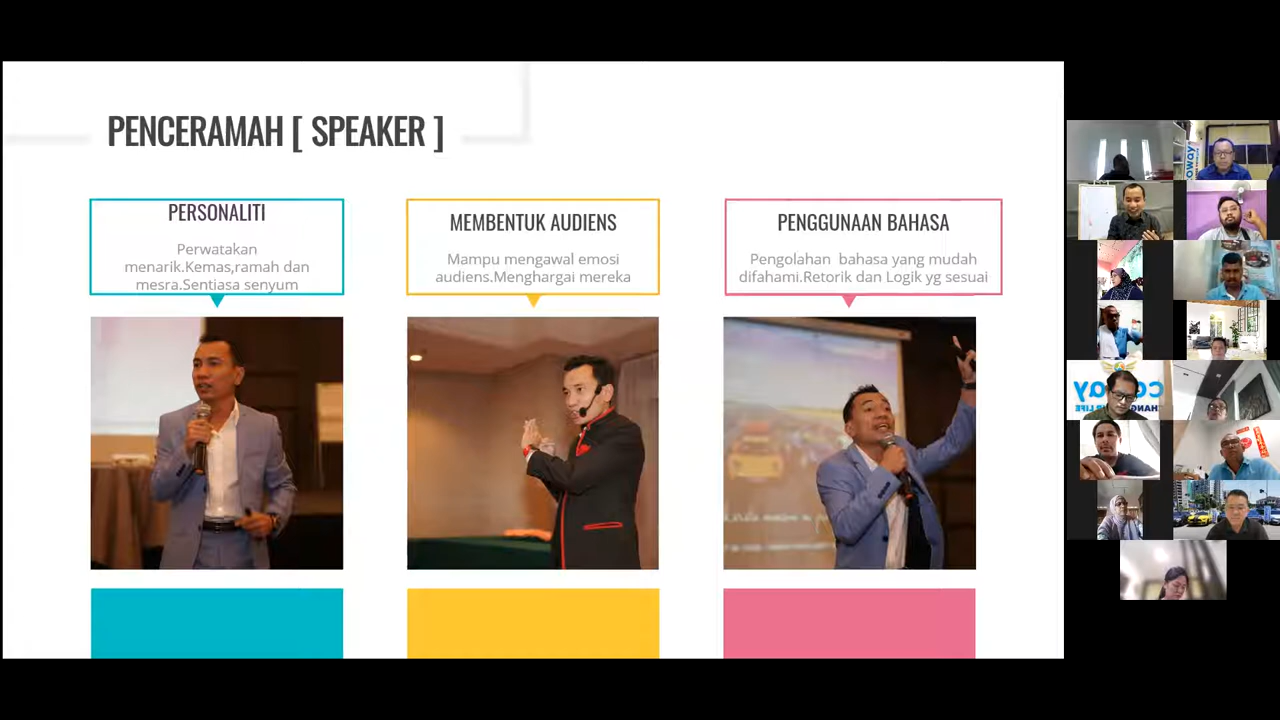 PENCERAMAH [ SPEAKER ]
PERSONALITI
Perwatakan
menarik.Kemas,ramah dan
mesra.Sentiasa senyum
MEMBENTUK AUDIENS
Mampu mengawal emosi
audiens.Menghargai mereka
PENGGUNAAN BAHASA
Pengolahan bahasa yang mudah
difahami.Retorik dan Logik yg sesuai